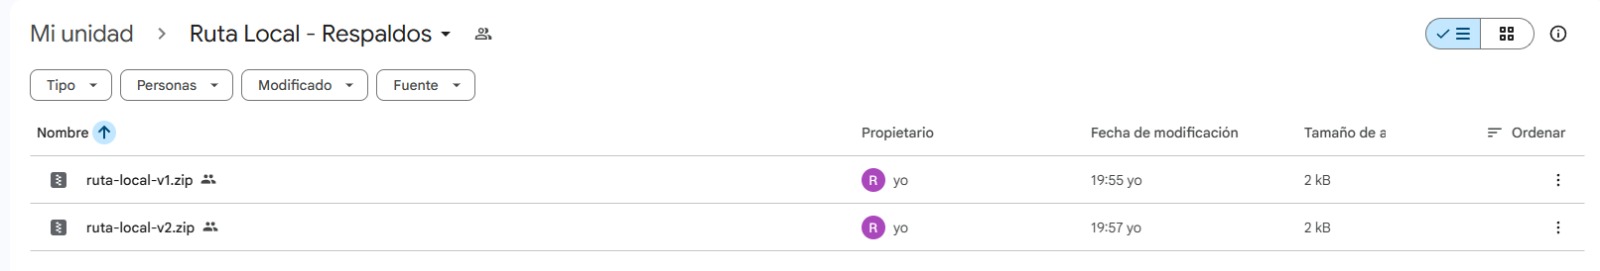 Mi unidad > Ruta Local - Respaldos
Tipo Personas Modificado Fuente
Nombre Propietario Fecha de modificación Tamaño de a Ordenar
ruta-local-v1.zip R yo 19:55 yo 2 kB
ruta-local-v2.zip R yo 19:57 yo 2 kB